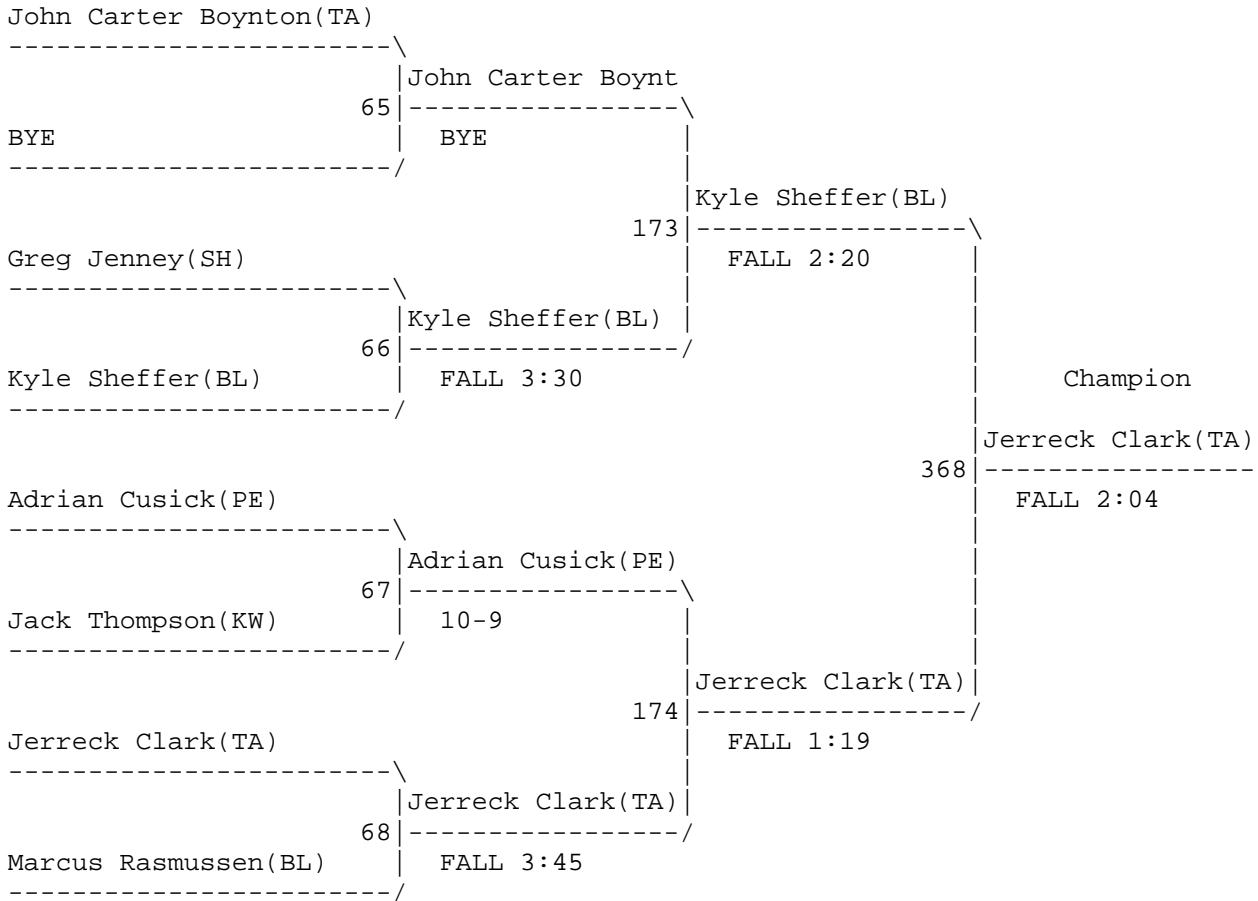 John Carter Boynton(TA)
John Carter Boynt
65
BYE BYE
Kyle Sheffer(BL)
173
Greg Jenney(SH) FALL 2:20
Kyle Sheffer(BL)
66
Kyle Sheffer(BL) FALL 3:30 Champion
Jerreck Clark(TA)
368
Adrian Cusick(PE) FALL 2:04
Adrian Cusick(PE)
67
Jack Thompson(KW) 10-9
Jerreck Clark(TA)
174
Jerreck Clark(TA) FALL 1:19
Jerreck Clark(TA)
68
Marcus Rasmussen(BL) FALL 3:45